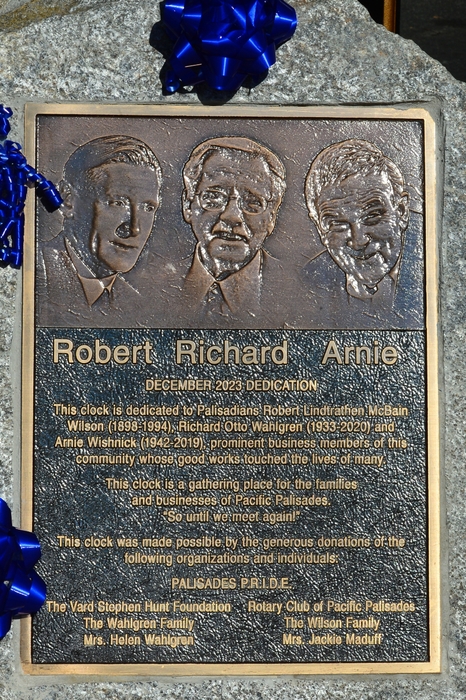 Robert Richard Arnie
DECEMBER 2023 DEDICATION
This clock is dedicated to Palisadians Robert Lindtrathen McBain
Wilson (1898-1994), Richard Otto Wahlgren (1933-2020) and
Arnie Wishnick (1942-2019), prominent business members of this
community whose good works touched the lives of many.
This clock is a gathering place for the families
and businesses of Pacific Palisades.
"So until we meet again!"
This clock was made possible by the generous donations of the
following organizations and individuals:
PALISADES P.R.I.D.E.
The Vard Stephen Hunt Foundation Rotary Club of Pacific Palisades
The Wahlgren Family The Wilson Family
Mrs. Helen Wahlgren Mrs. Jackie Maduff